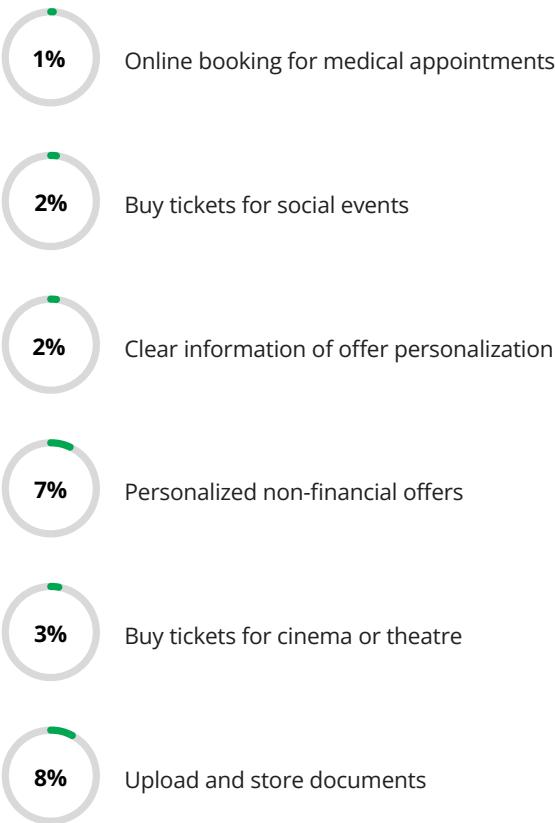 1% Online booking for medical appointments
2% Buy tickets for social events
2% Clear information of offer personalization
7% Personalized non-financial offers
3% Buy tickets for cinema or theatre
8% Upload and store documents